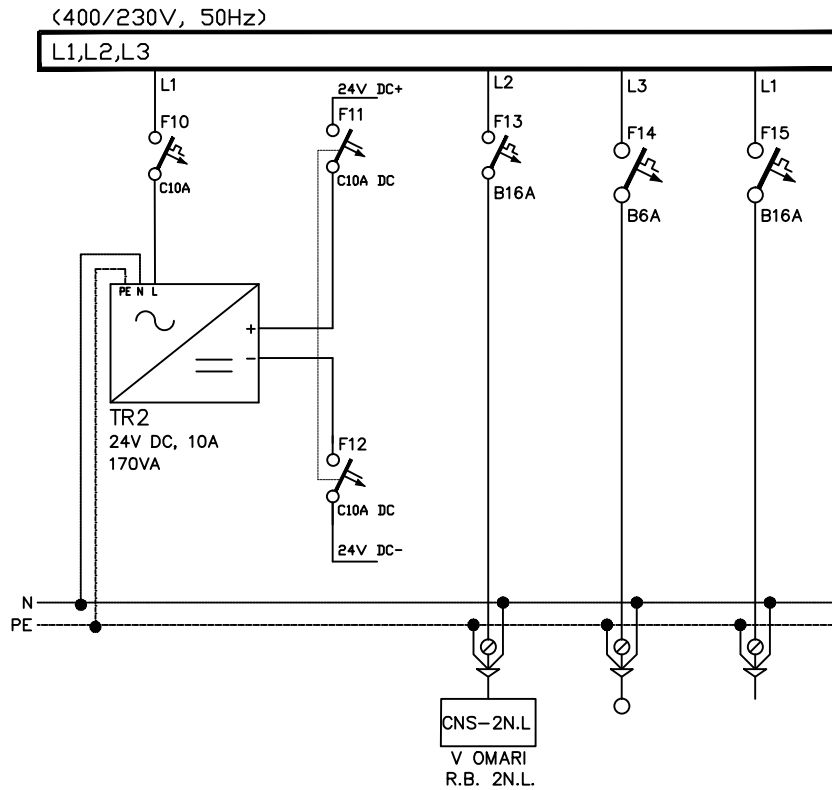 (400/230V, 50Hz)
L1,L2,L3
L1
24V DC+
L2
L3
L1
F10
F11
F13
F14
F15
C10A
C10A DC
B16A
B6A
B16A
PE N L
+
-
TR2
24V DC, 10A
170VA
F12
C10A DC
24V DC-
N
PE
CNS-2N.L
V OMARI
R.B. 2N.L.